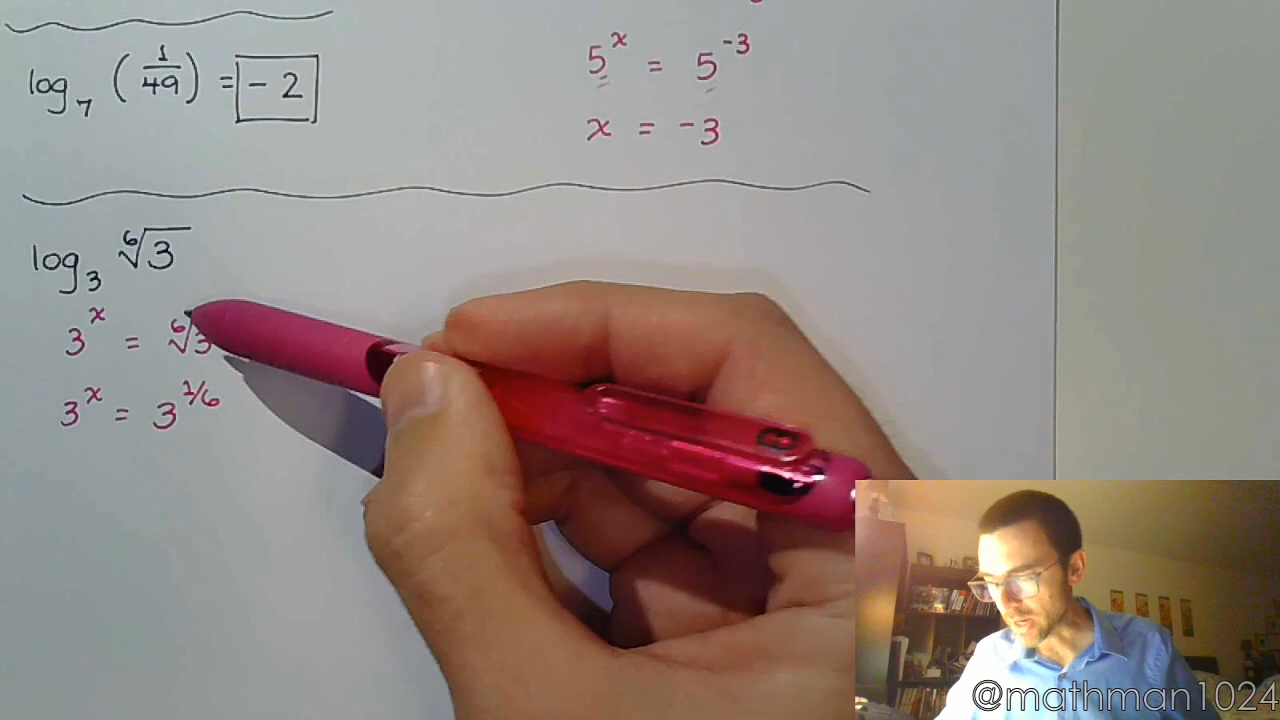 log₇ (1/49) = -2
5ˣ = 5⁻³
x = -3
log₃ ⁶√3
3ˣ = ⁶√3
3ˣ = 3^1/6
@mathman1024